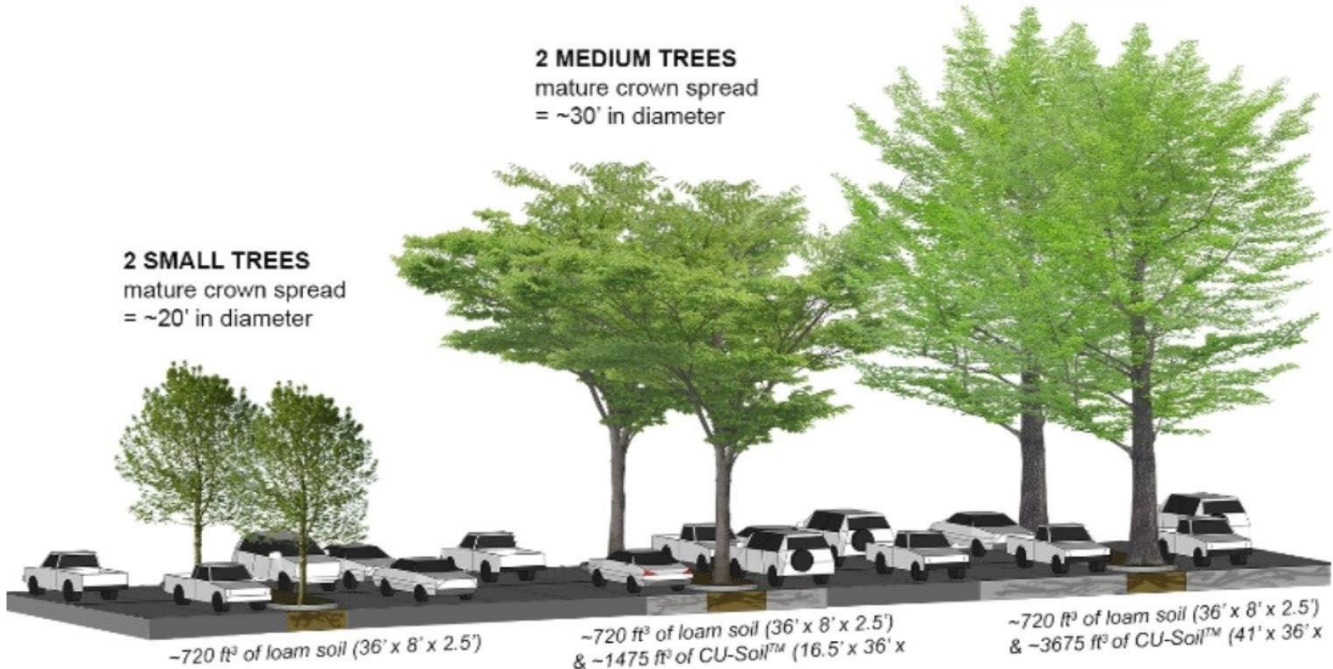 2 MEDIUM TREES
mature crown spread
= ~30' in diameter
2 SMALL TREES
mature crown spread
= ~20' in diameter
~720 ft³ of loam soil (36' x 8' x 2.5')
~720 ft³ of loam soil (36' x 8' x 2.5')
& ~1475 ft³ of CU-Soil™ (16.5' x 36' x
~720 ft³ of loam soil (36' x 8' x 2.5')
& ~3675 ft³ of CU-Soil™ (41' x 36' x